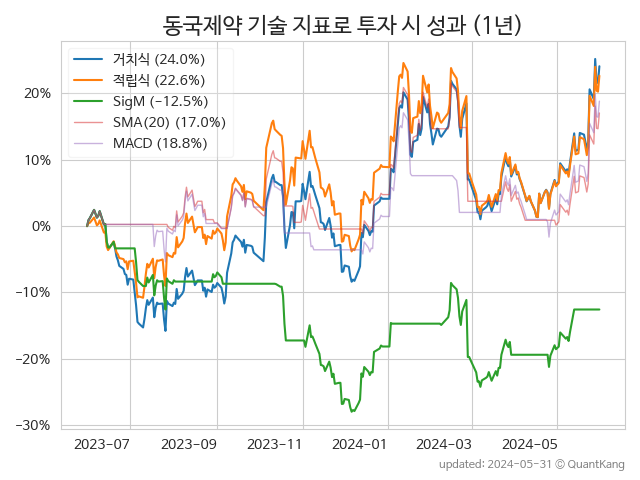 동국제약 기술 지표로 투자 시 성과 (1년)
거치식 (24.0%)
적립식 (22.6%)
SigM (−12.5%)
SMA(20) (17.0%)
MACD (18.8%)
20%
10%
0%
−10%
−20%
−30%
2023−07 2023−09 2023−11 2024−01 2024−03 2024−05
updated: 2024−05−31 © QuantKang